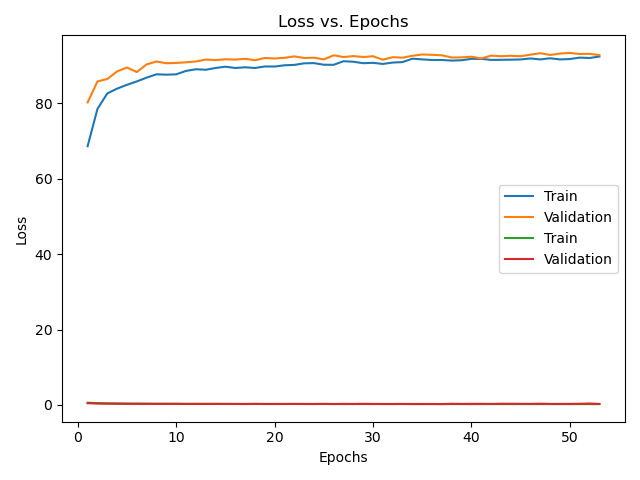 Loss vs. Epochs
Loss
80
60
40
20
0
0 10 20 30 40 50
Epochs
Train
Validation
Train
Validation